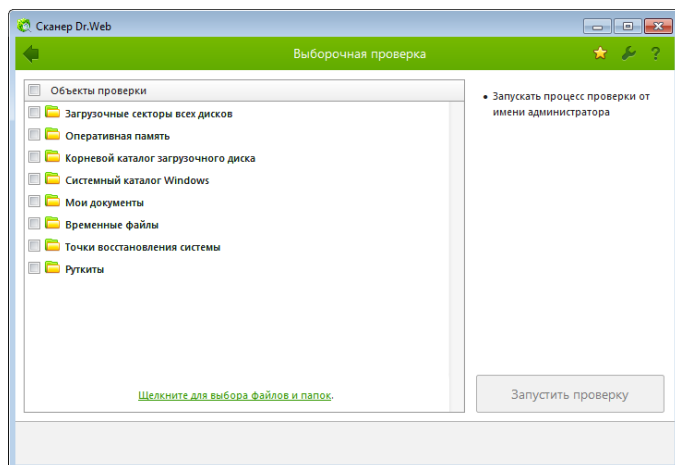 Сканер Dr.Web
Выборочная проверка
?
Объекты проверки
Загрузочные секторы всех дисков
Оперативная память
Корневой каталог загрузочного диска
Системный каталог Windows
Мои документы
Временные файлы
Точки восстановления системы
Руткиты
Щелкните для выбора файлов и папок.
• Запускать процесс проверки от
имени администратора
Запустить проверку